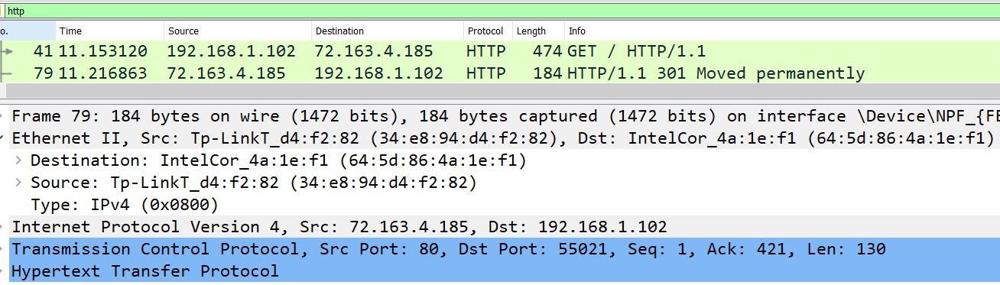 http
o. Time Source Destination Protocol Length Info
41 11.153120 192.168.1.102 72.163.4.185 HTTP 474 GET / HTTP/1.1
79 11.216863 72.163.4.185 192.168.1.102 HTTP 184 HTTP/1.1 301 Moved permanently
Frame 79: 184 bytes on wire (1472 bits), 184 bytes captured (1472 bits) on interface \Device\NPF_{FE
Ethernet II, Src: Tp-LinkT_d4:f2:82 (34:e8:94:d4:f2:82), Dst: IntelCor_4a:1e:f1 (64:5d:86:4a:1e:f1)
Destination: IntelCor_4a:1e:f1 (64:5d:86:4a:1e:f1)
Source: Tp-LinkT_d4:f2:82 (34:e8:94:d4:f2:82)
Type: IPv4 (0x0800)
Internet Protocol Version 4, Src: 72.163.4.185, Dst: 192.168.1.102
Transmission Control Protocol, Src Port: 80, Dst Port: 55021, Seq: 1, Ack: 421, Len: 130
Hypertext Transfer Protocol